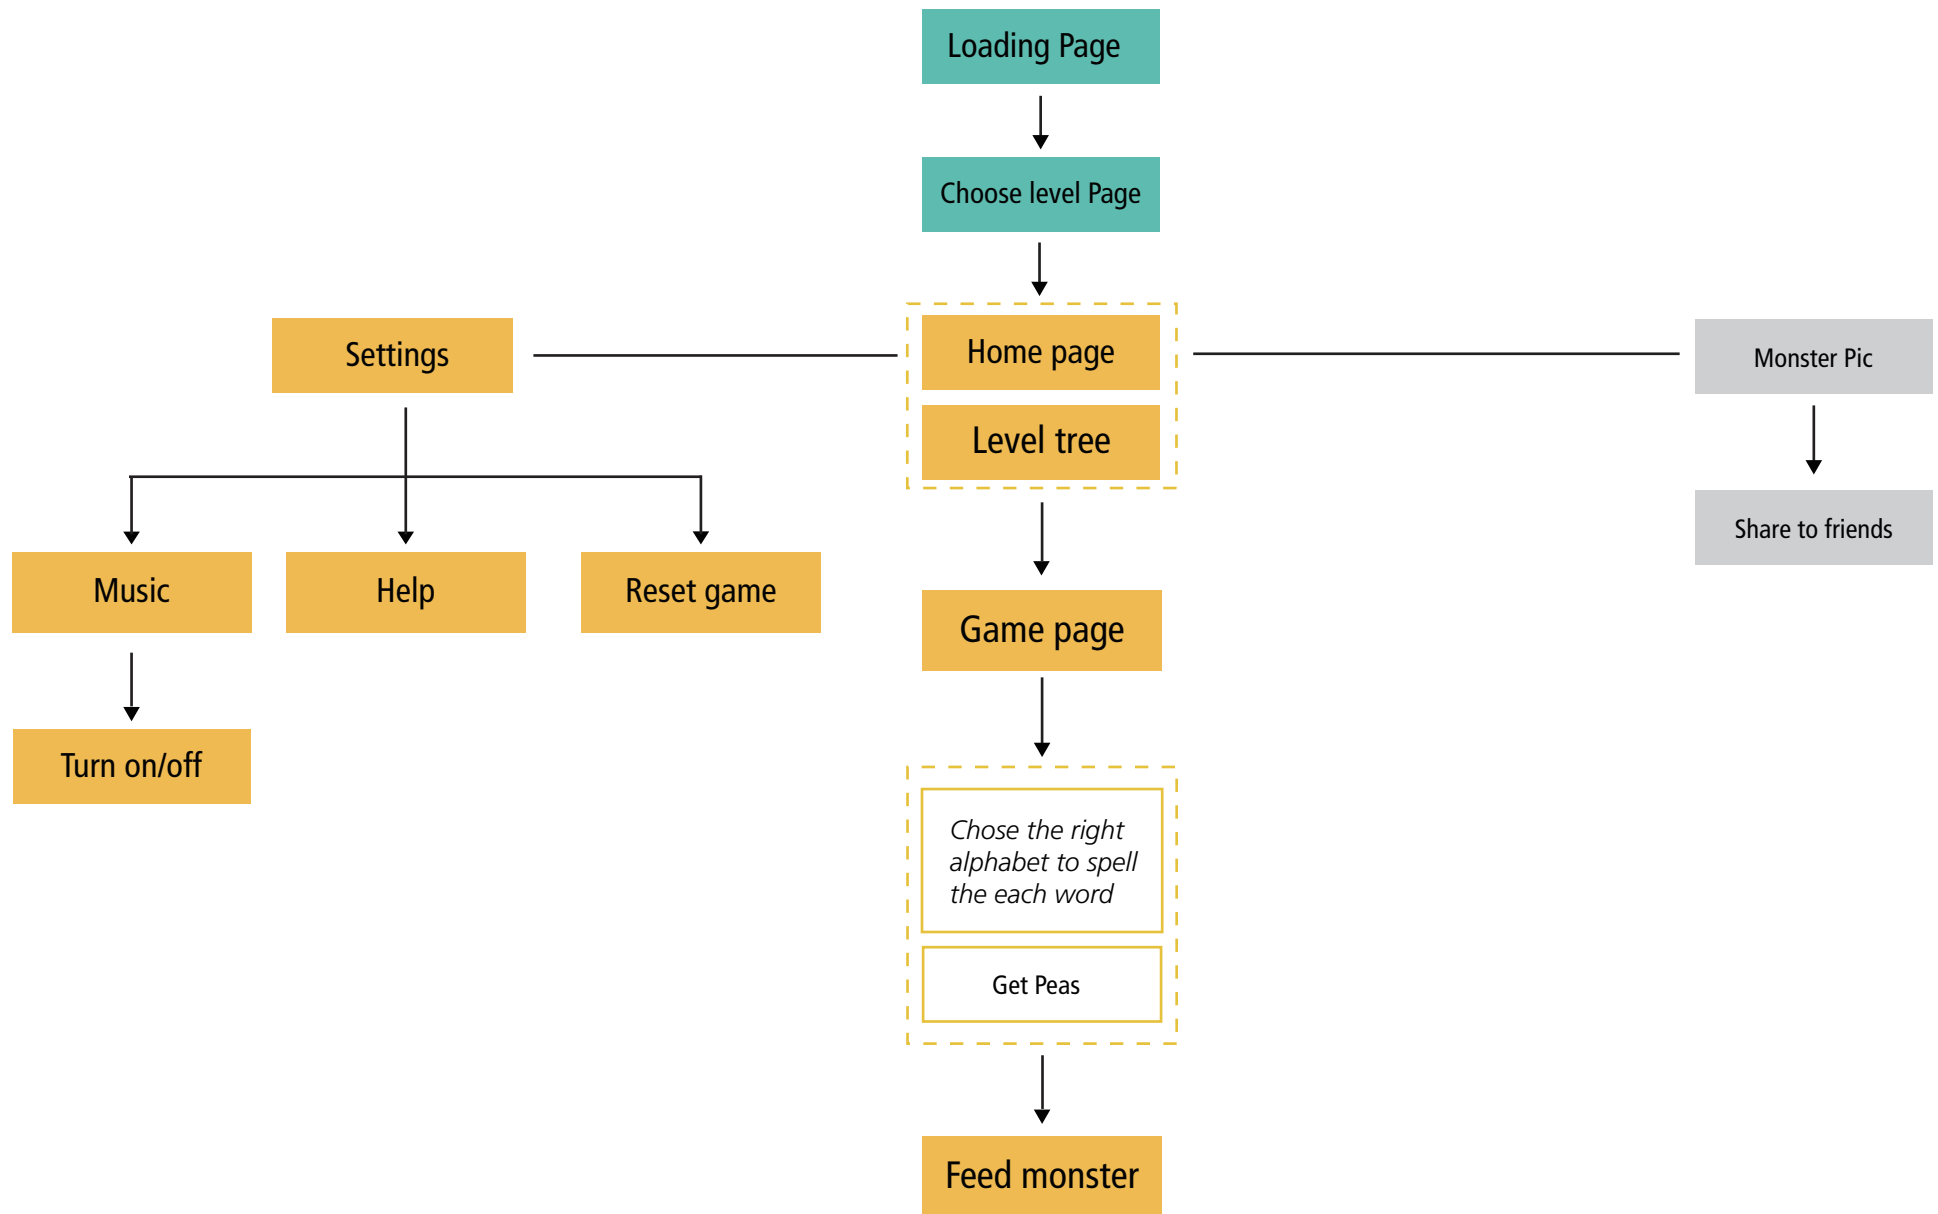 Loading Page
Choose level Page
Settings
Home page
Monster Pic
Level tree
Share to friends
Music
Help
Reset game
Game page
Turn on/off
Chose the right
alphabet to spell
the each word
Get Peas
Feed monster